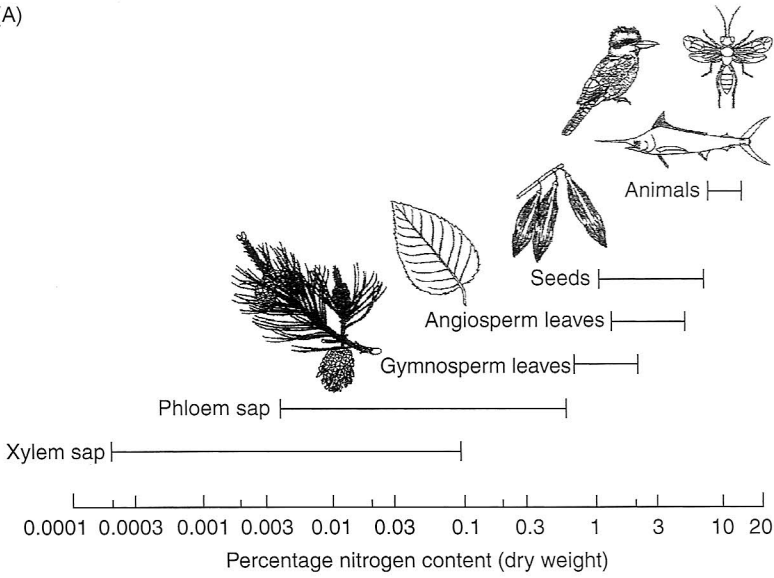 (A)
Animals
Seeds
Angiosperm leaves
Gymnosperm leaves
Phloem sap
Xylem sap
0.0001 0.0003 0.001 0.003 0.01 0.03 0.1 0.3 1 3 10 20
Percentage nitrogen content (dry weight)